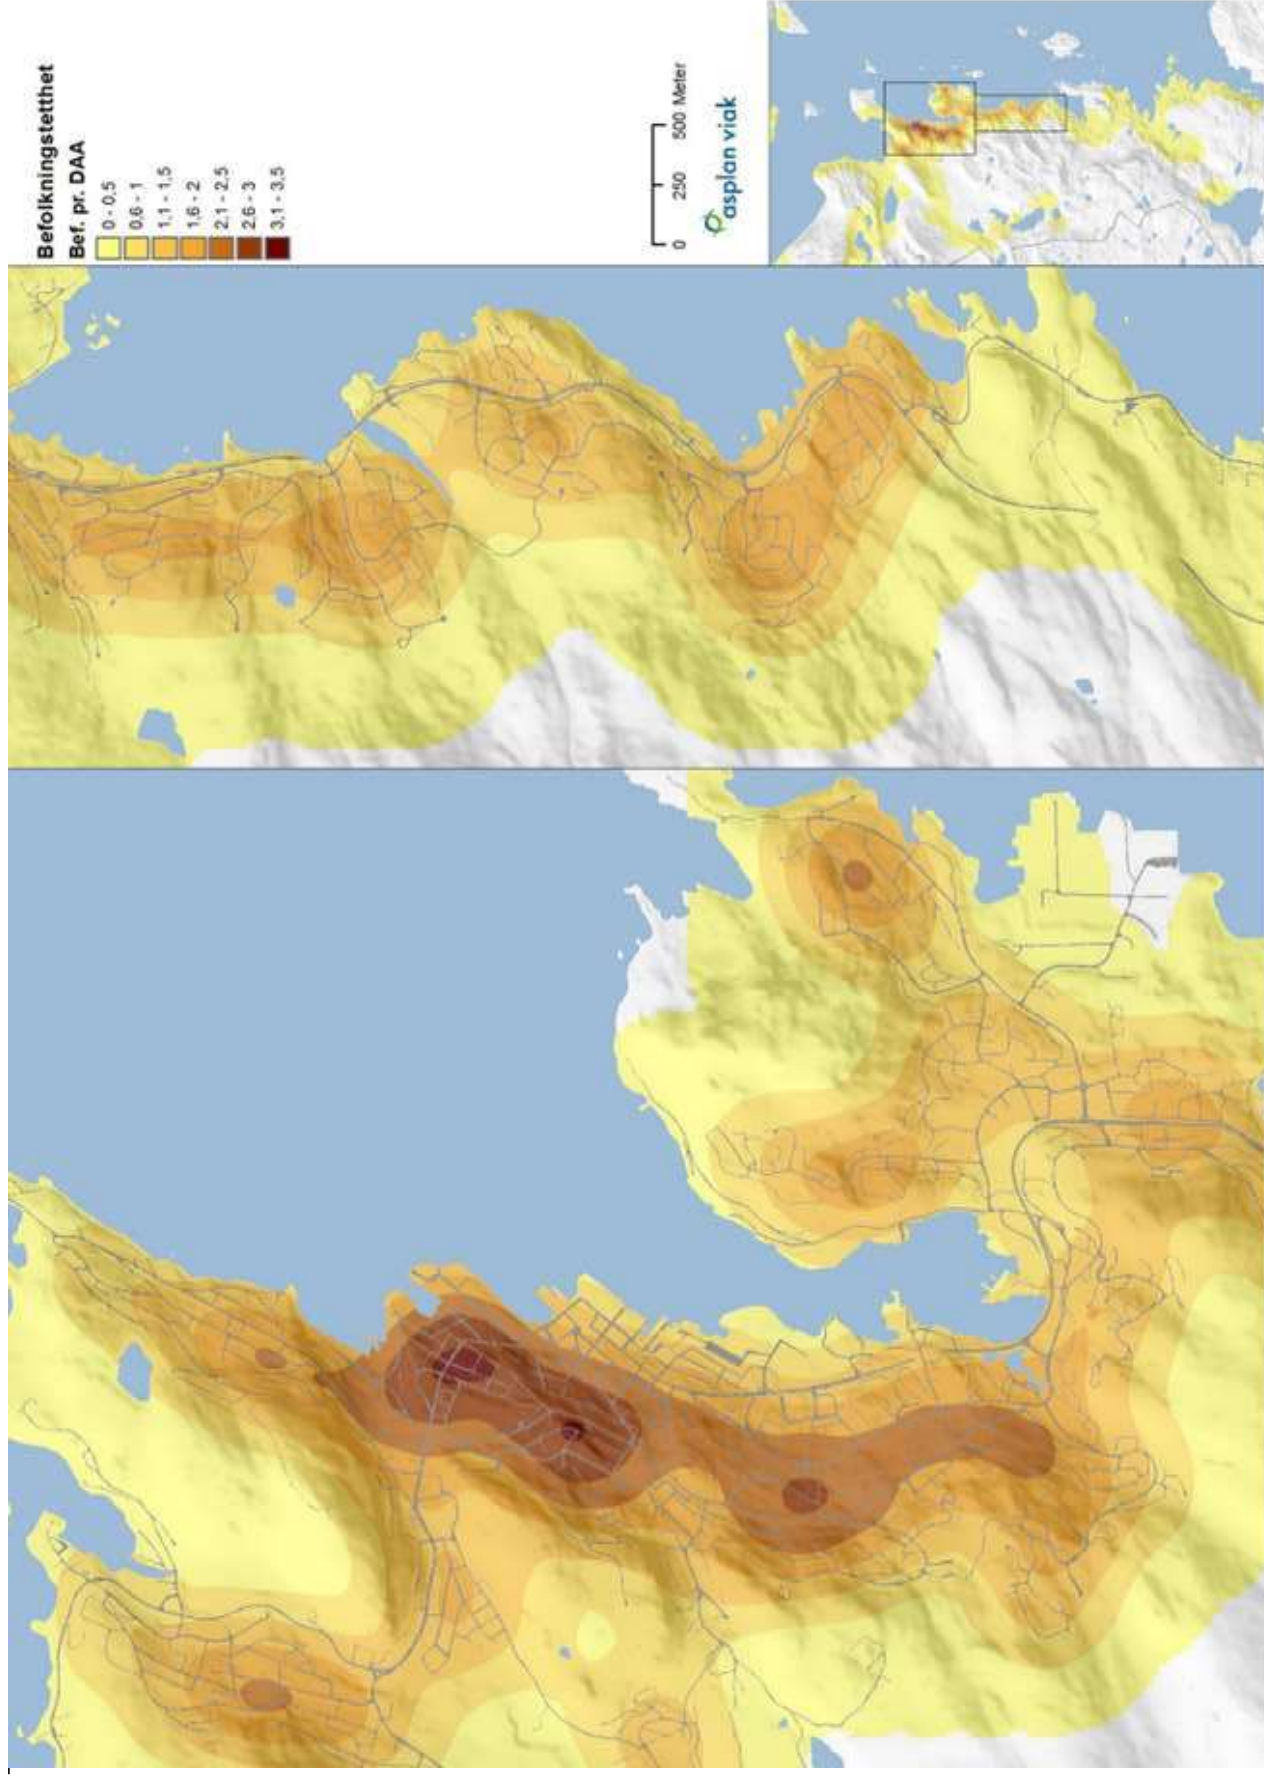 Befolkningstetthet
Bef. pr. DAA
0 - 0,5
0,6 - 1
1,1 - 1,5
1,6 - 2
2,1 - 2,5
2,6 - 3
3,1 - 3,5
0 250 500 Meter
asplan viak